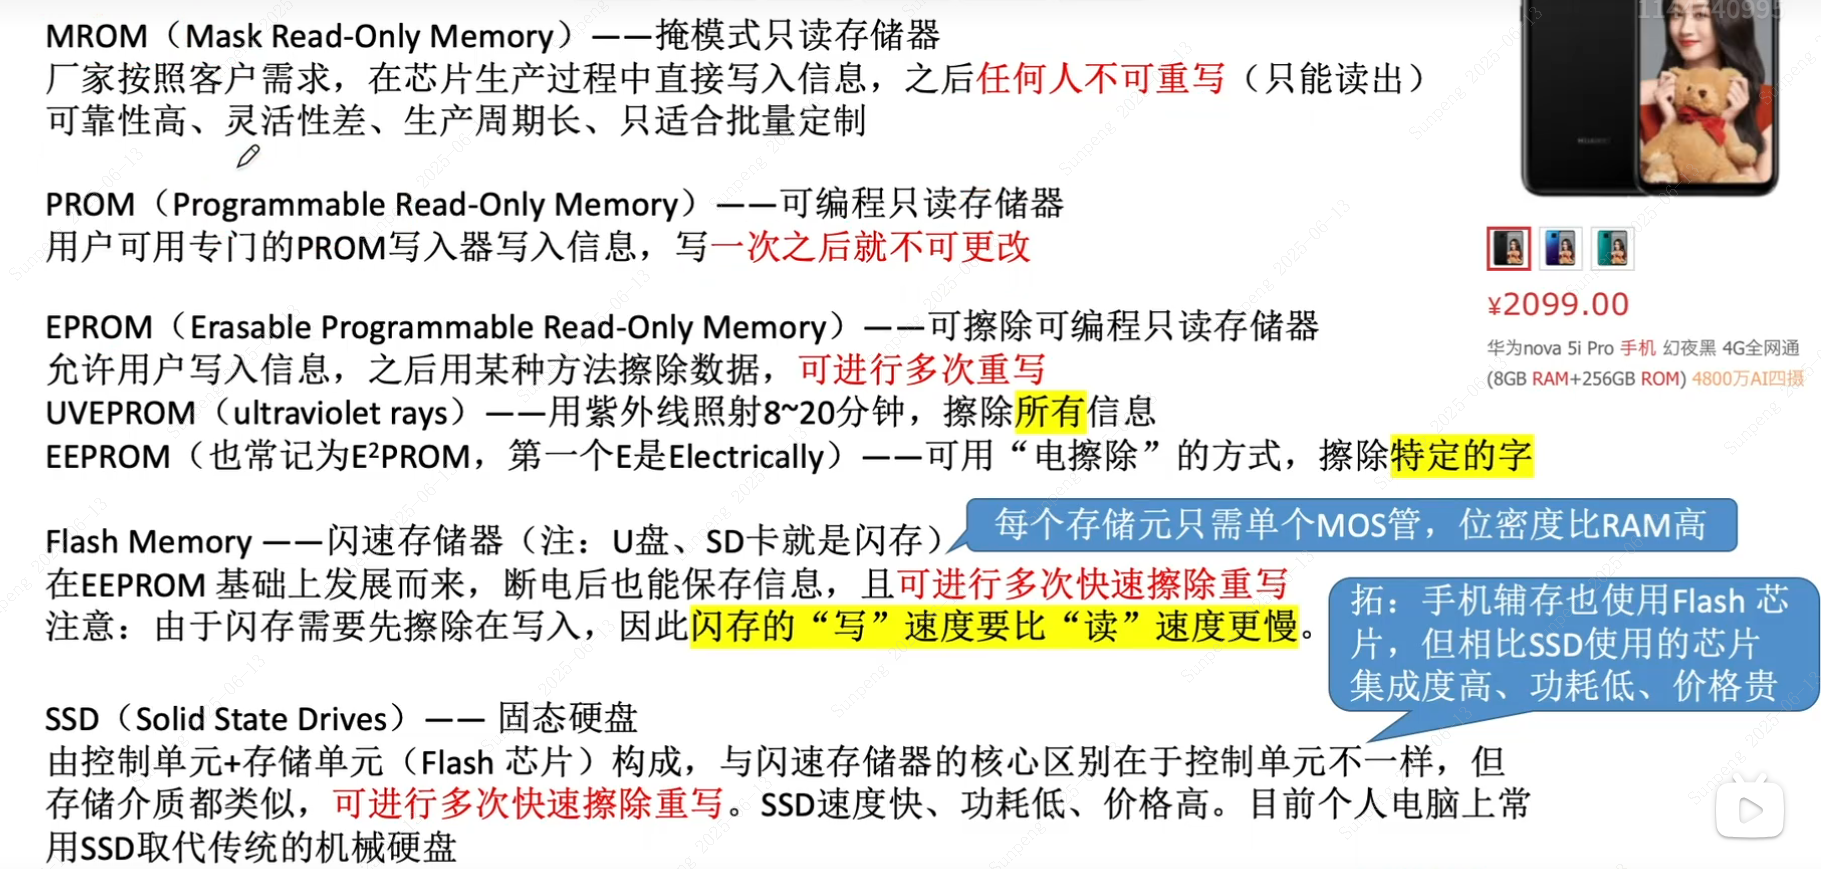 MROM（Mask Read-Only Memory）——掩模式只读存储器
厂家按照客户需求，在芯片生产过程中直接写入信息，之后任何人不可重写（只能读出）
可靠性高、灵活性差、生产周期长、只适合批量定制
PROM（Programmable Read-Only Memory）——可编程只读存储器
用户可用专门的PROM写入器写入信息，写一次之后就不可更改
EPROM（Erasable Programmable Read-Only Memory）——可擦除可编程只读存储器
允许用户写入信息，之后用某种方法擦除数据，可进行多次重写
UVEPROM（ultraviolet rays）——用紫外线照射8~20分钟，擦除所有信息
EEPROM（也常记为E²PROM，第一个E是Electrically）——可用“电擦除”的方式，擦除特定的字
Flash Memory ——闪速存储器（注：U盘、SD卡就是闪存）
每个存储元只需单个MOS管，位密度比RAM高
在EEPROM 基础上发展而来，断电后也能保存信息，且可进行多次快速擦除重写
注意：由于闪存需要先擦除在写入，因此闪存的“写”速度要比“读”速度更慢。
拓：手机辅存也使用Flash 芯
片，但相比SSD使用的芯片
集成度高、功耗低、价格贵
SSD（Solid State Drives）—— 固态硬盘
由控制单元+存储单元（Flash 芯片）构成，与闪速存储器的核心区别在于控制单元不一样，但
存储介质都类似，可进行多次快速擦除重写。SSD速度快、功耗低、价格高。目前个人电脑上常
用SSD取代传统的机械硬盘
¥2099.00
华为nova 5i Pro 手机 幻夜黑 4G全网通
(8GB RAM+256GB ROM) 4800万AI四摄
HUAWEI
Sunpeng 2025-06-13